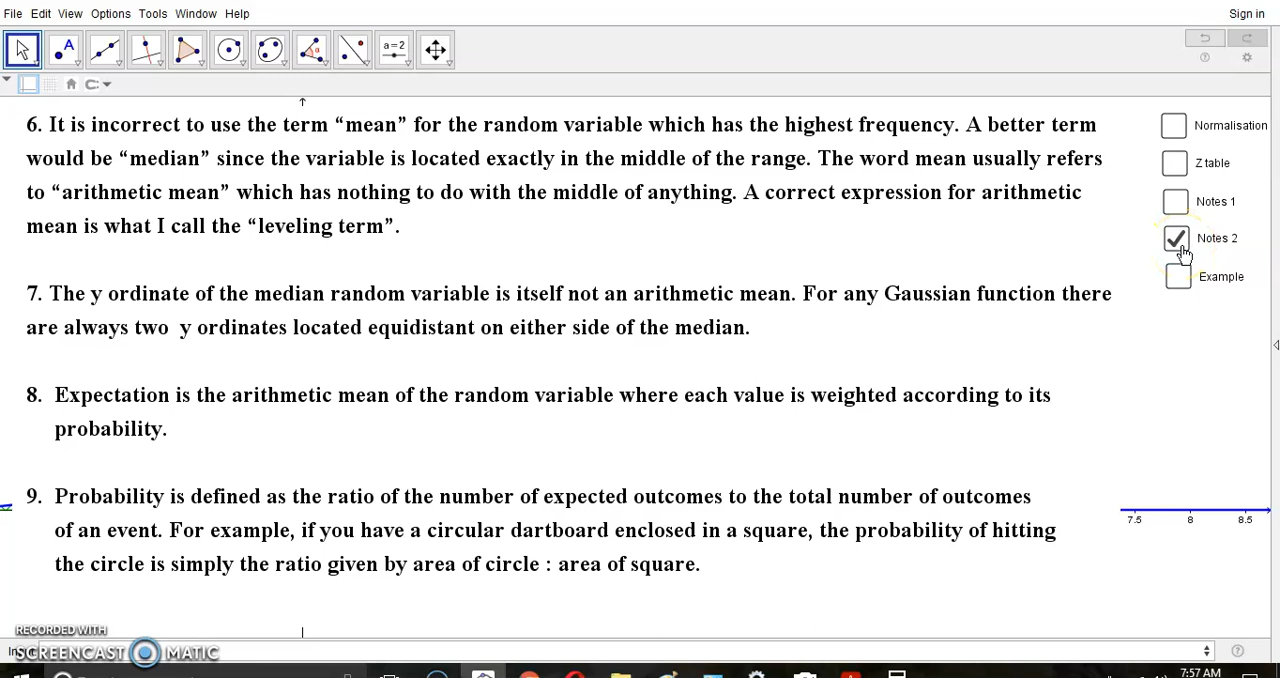 File Edit View Options Tools Window Help Sign in
A
α
a=2
6. It is incorrect to use the term “mean” for the random variable which has the highest frequency. A better term
would be “median” since the variable is located exactly in the middle of the range. The word mean usually refers
to “arithmetic mean” which has nothing to do with the middle of anything. A correct expression for arithmetic
mean is what I call the “leveling term”.
7. The y ordinate of the median random variable is itself not an arithmetic mean. For any Gaussian function there
are always two y ordinates located equidistant on either side of the median.
8. Expectation is the arithmetic mean of the random variable where each value is weighted according to its
probability.
9. Probability is defined as the ratio of the number of expected outcomes to the total number of outcomes
of an event. For example, if you have a circular dartboard enclosed in a square, the probability of hitting
the circle is simply the ratio given by area of circle : area of square.
Normalisation
Z table
Notes 1
Notes 2
Example
7.5 8 8.5
RECORDED WITH
SCREENCAST MATIC
7:57 AM